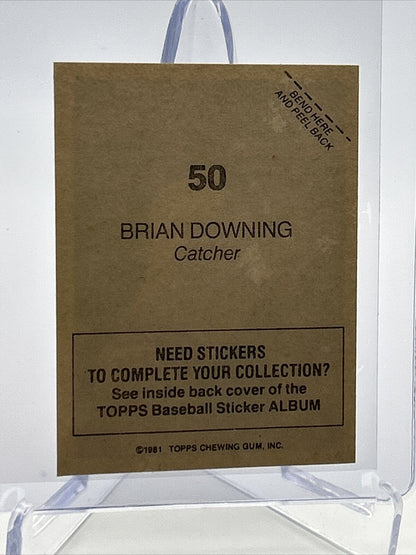 BEND HERE
AND PEEL BACK
50
BRIAN DOWNING
Catcher
NEED STICKERS
TO COMPLETE YOUR COLLECTION?
See inside back cover of the
TOPPS Baseball Sticker ALBUM
©1981 TOPPS CHEWING GUM, INC.